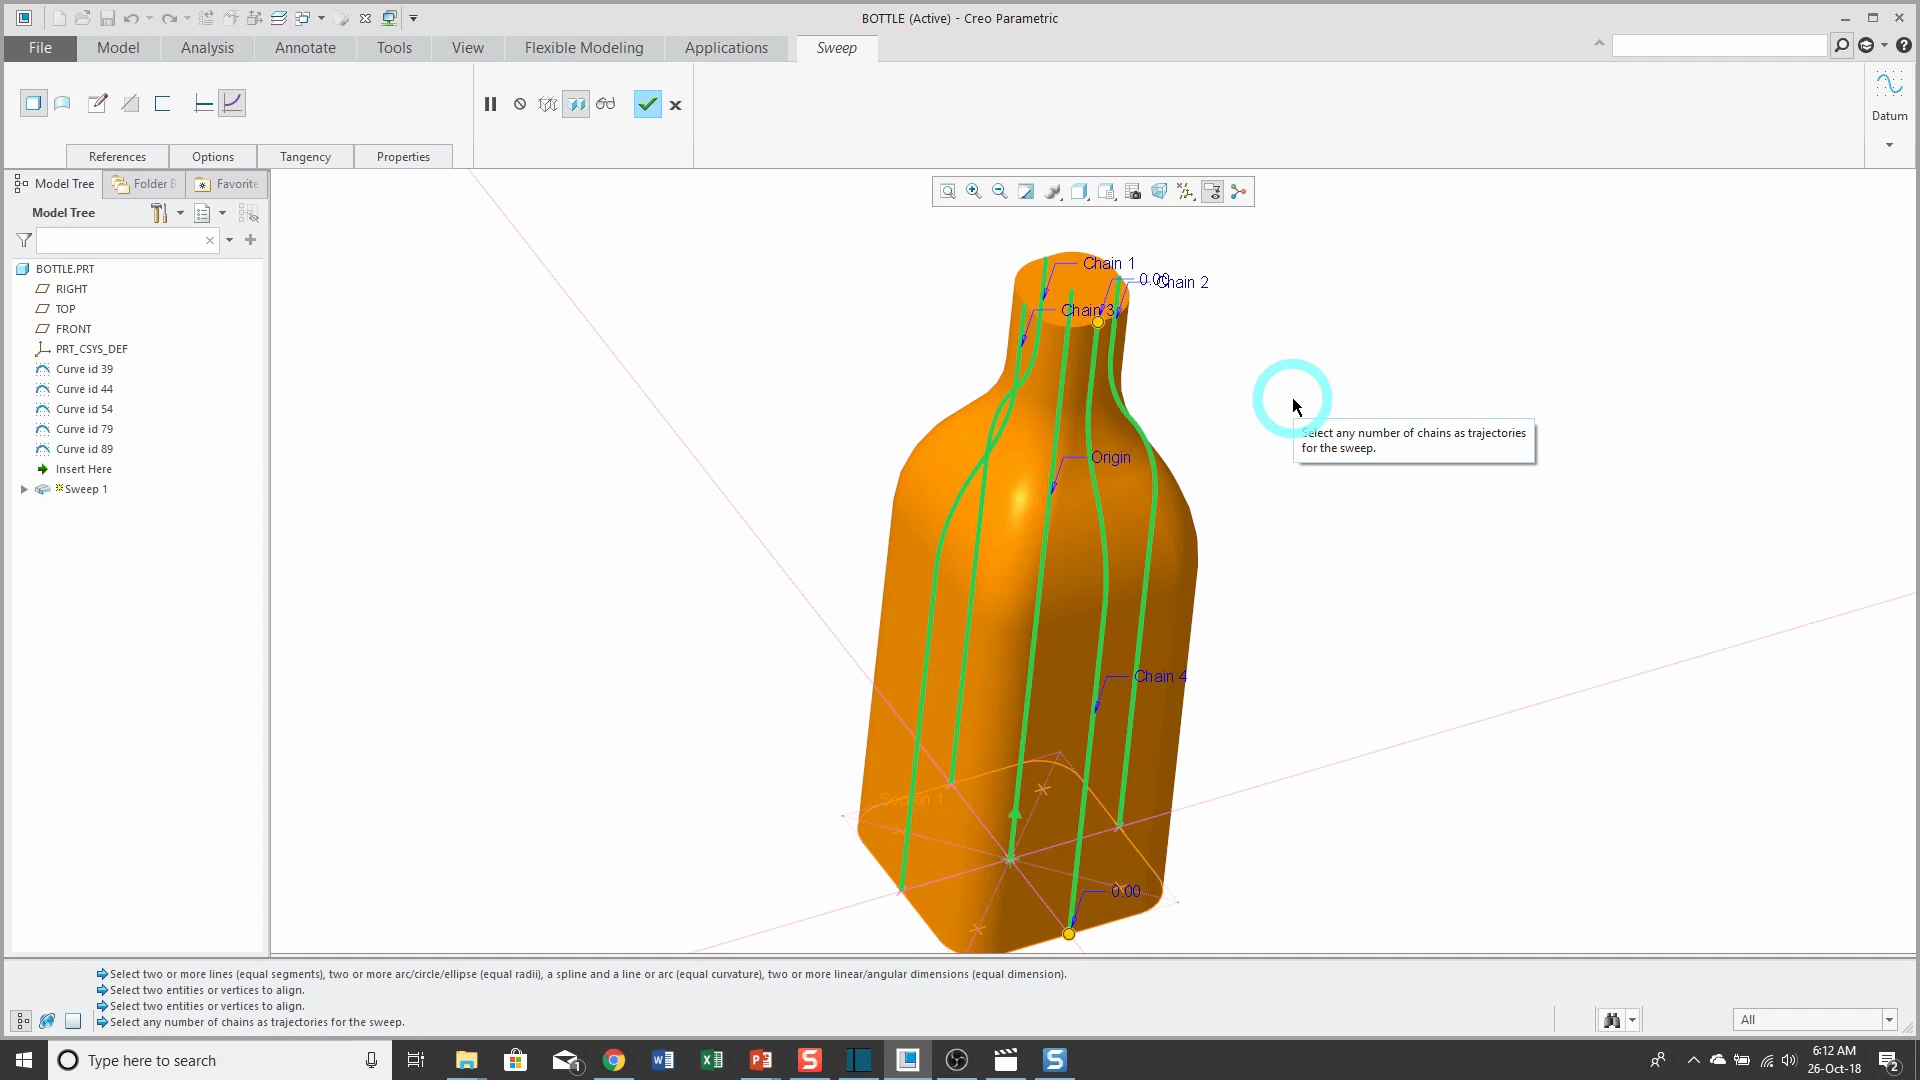 BOTTLE (Active) - Creo Parametric
File Model Analysis Annotate Tools View Flexible Modeling Applications Sweep
Datum
References Options Tangency Properties
Model Tree Folder B Favorite
Model Tree
BOTTLE.PRT
RIGHT
TOP
FRONT
PRT_CSYS_DEF
Curve id 39
Curve id 44
Curve id 54
Curve id 79
Curve id 89
Insert Here
Sweep 1
Chain 1
0.00
Chain 2
Chain 3
Origin
Chain 4
Section 1
0.00
Select any number of chains as trajectories
for the sweep.
Select two or more lines (equal segments), two or more arc/circle/ellipse (equal radii), a spline and a line or arc (equal curvature), two or more linear/angular dimensions (equal dimension).
Select two entities or vertices to align.
Select two entities or vertices to align.
Select any number of chains as trajectories for the sweep.
All
Type here to search
6:12 AM
26-Oct-18